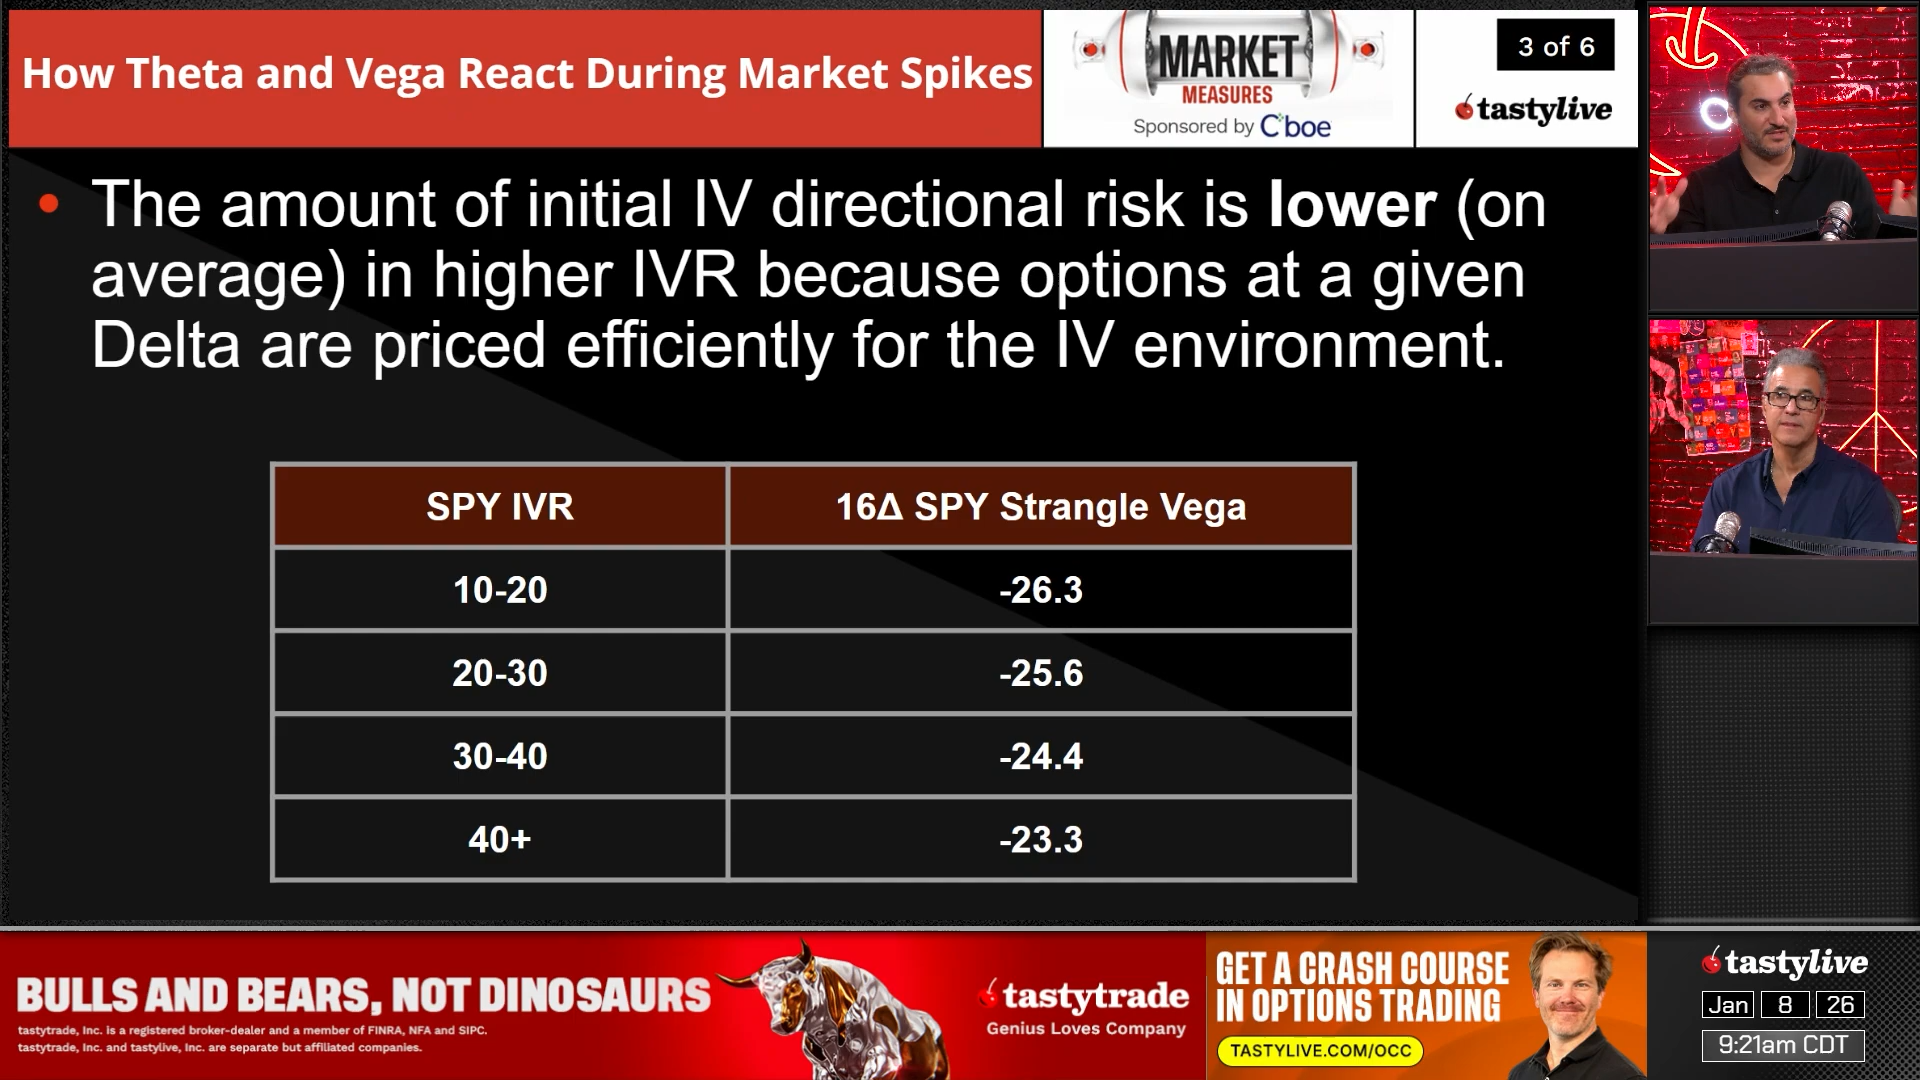 How Theta and Vega React During Market Spikes
MARKET
MEASURES
Sponsored by Cboe
3 of 6
tastylive
• The amount of initial IV directional risk is lower (on
average) in higher IVR because options at a given
Delta are priced efficiently for the IV environment.
SPY IVR
16Δ SPY Strangle Vega
10-20
-26.3
20-30
-25.6
30-40
-24.4
40+
-23.3
BULLS AND BEARS, NOT DINOSAURS
tastytrade, Inc. is a registered broker-dealer and a member of FINRA, NFA and SIPC.
tastytrade, Inc. and tastylive, Inc. are separate but affiliated companies.
tastytrade
Genius Loves Company
GET A CRASH COURSE
IN OPTIONS TRADING
TASTYLIVE.COM/OCC
tastylive
Jan 8 26
9:21am CDT